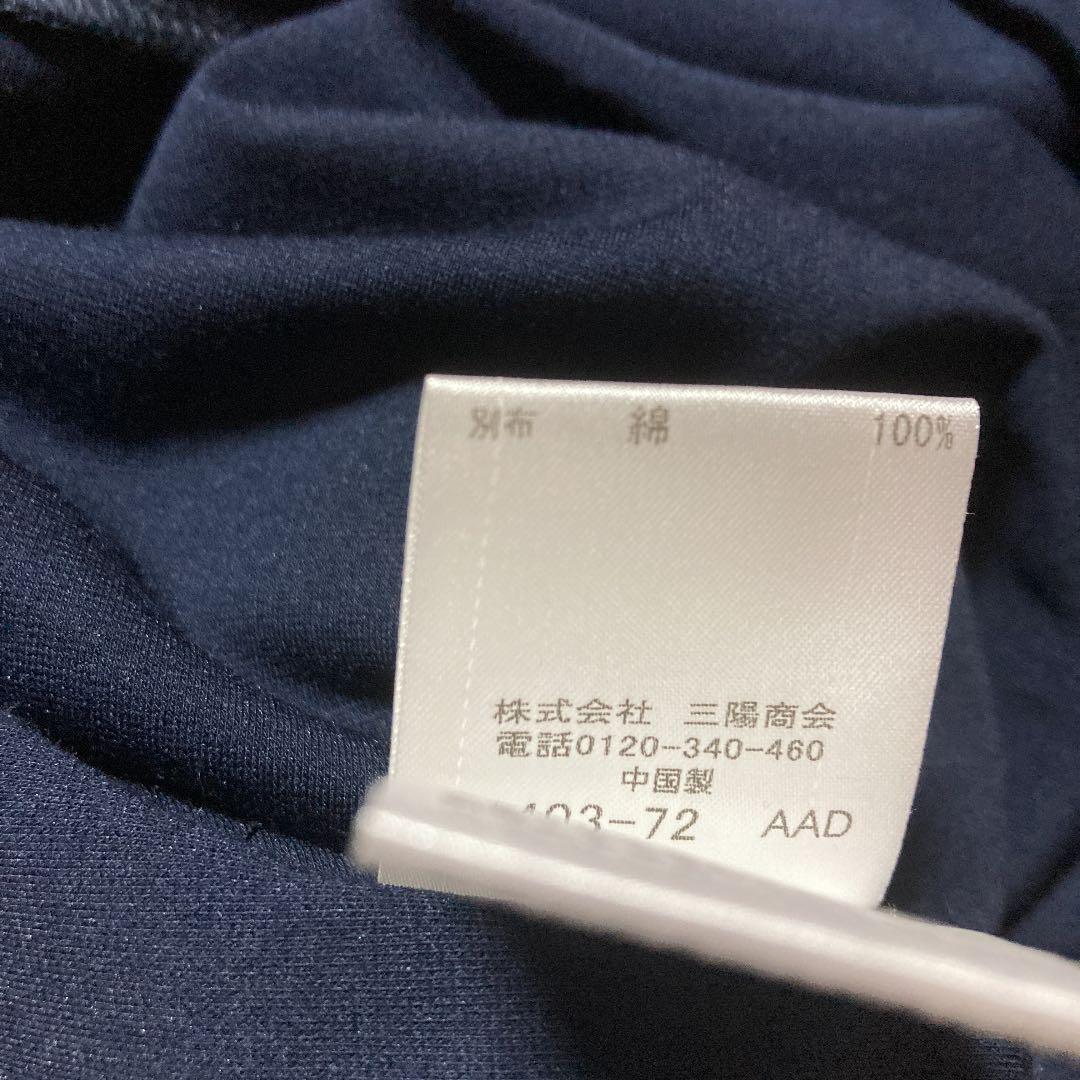 別布 綿 100%
株式会社 三陽商会
電話0120-340-460
中国製
403-72 AAD